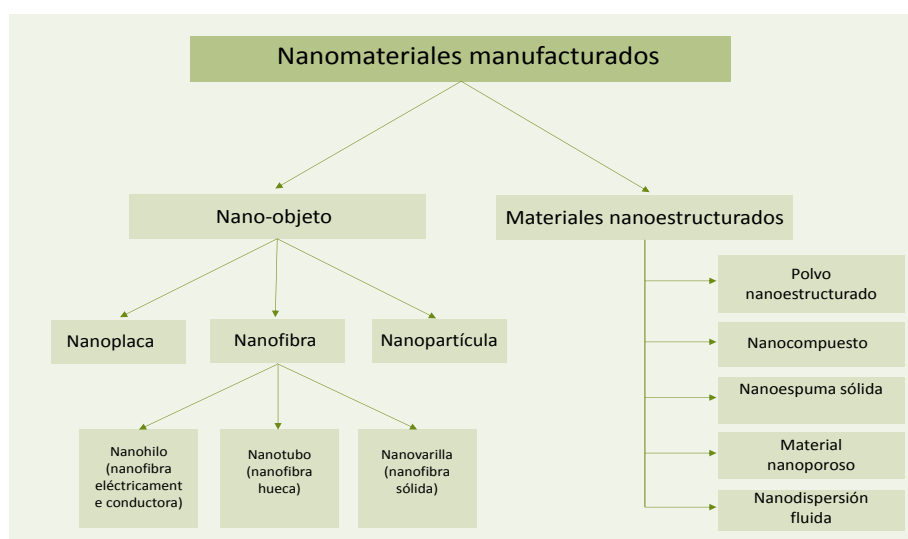 Nanomateriales manufacturados
Nano-objeto
Materiales nanoestructurados
Nanoplaca
Nanofibra
Nanopartícula
Nanohilo
(nanofibra
eléctricament
e conductora)
Nanotubo
(nanofibra
hueca)
Nanovarilla
(nanofibra
sólida)
Polvo
nanoestructurado
Nanocompuesto
Nanoespuma sólida
Material
nanoporoso
Nanodispersión
fluida